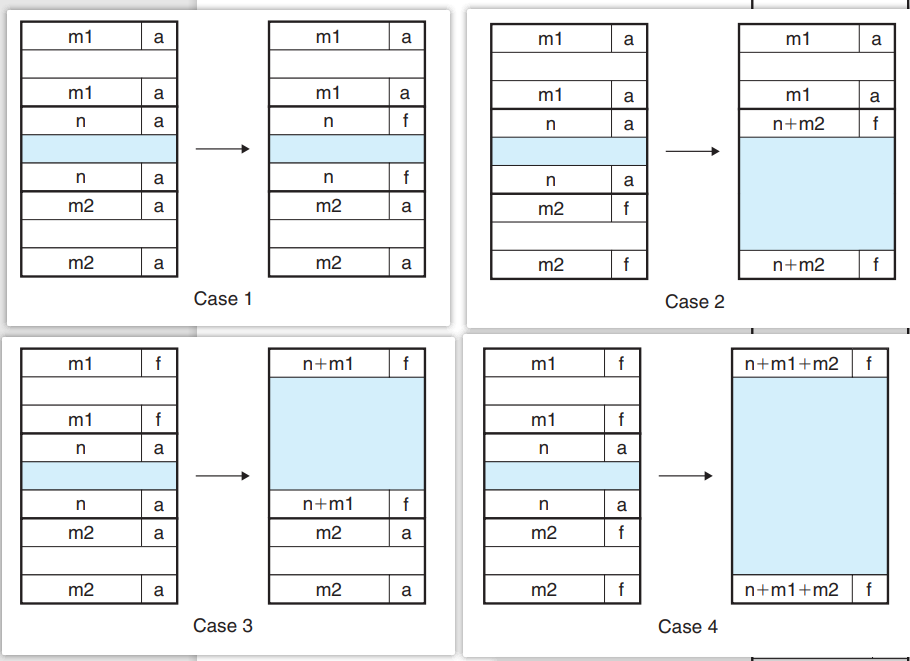 m1 a m1 a
m1 a m1 a
n a n f
n a n f
m2 a m2 a
m2 a m2 a
Case 1
m1 a m1 a
m1 a m1 a
n a n+m2 f
n a
m2 f
m2 f n+m2 f
Case 2
m1 f n+m1 f
m1 f
n a
n a n+m1 f
m2 a m2 a
m2 a m2 a
Case 3
m1 f n+m1+m2 f
m1 f
n a
n a
m2 f
m2 f n+m1+m2 f
Case 4